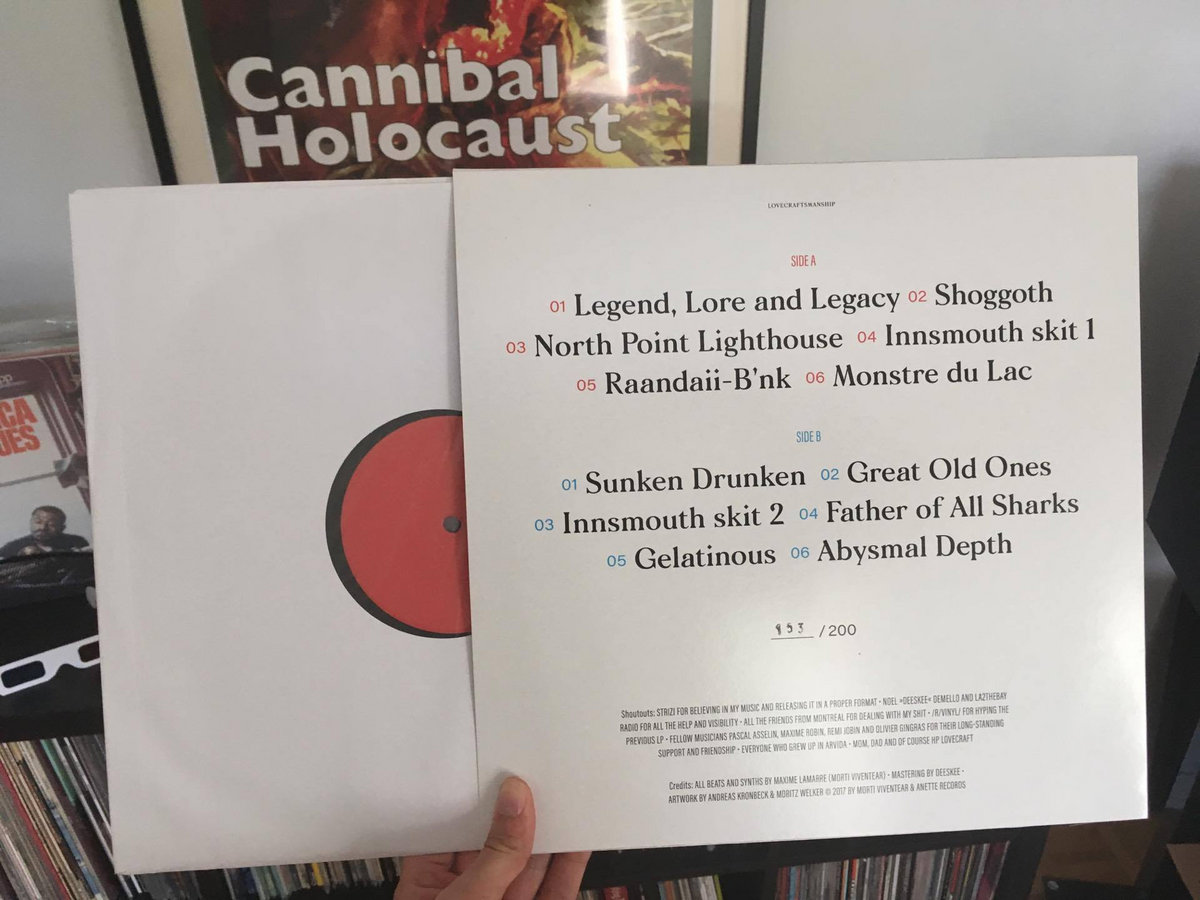 Cannibal
Holocaust
LOVECRAFTSMANSHIP
SIDE A
01 Legend, Lore and Legacy 02 Shoggoth
03 North Point Lighthouse 04 Innsmouth skit 1
05 Raandaii-B'nk 06 Monstre du Lac
SIDE B
01 Sunken Drunken 02 Great Old Ones
03 Innsmouth skit 2 04 Father of All Sharks
05 Gelatinous 06 Abysmal Depth
/200
Shoutouts: STRIZI FOR BELIEVING IN MY MUSIC AND RELEASING IT IN A PROPER FORMAT • NOEL »DEESKEE« DEMELLO AND LA2THEBAY
RADIO FOR ALL THE HELP AND VISIBILITY • ALL THE FRIENDS FROM MONTREAL FOR DEALING WITH MY SHIT • /R/VINYL/ FOR HYPING THE
PREVIOUS LP • FELLOW MUSICIANS PASCAL ASSELIN, MAXIME ROBIN, REMI JOBIN AND OLIVIER GINGRAS FOR THEIR LONG-STANDING
SUPPORT AND FRIENDSHIP • EVERYONE WHO GREW UP IN ARVIDA • MOM, DAD AND OF COURSE HP LOVECRAFT
Credits: ALL BEATS AND SYNTHS BY MAXIME LAMARRE (MORTI VIVENTEAR) • MASTERING BY DEESKEE •
ARTWORK BY ANDREAS KRONBECK & MORITZ WELKER © 2017 BY MORTI VIVENTEAR & ANETTE RECORDS